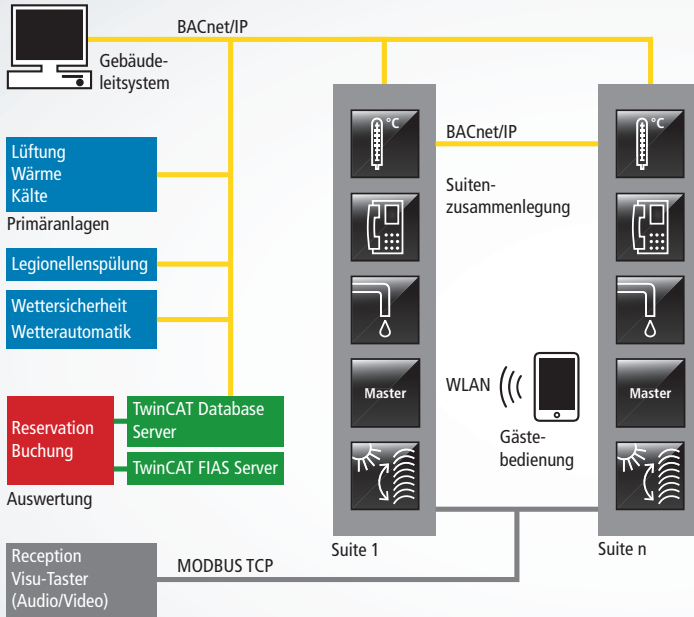 BACnet/IP
Gebäude-
leitsystem
Lüftung
Wärme
Kälte
Primäranlagen
Legionellenspülung
Wettersicherheit
Wetterautomatik
Reservation
Buchung
TwinCAT Database
Server
TwinCAT FIAS Server
Auswertung
Reception
Visu-Taster
(Audio/Video)
MODBUS TCP
°C
Master
Suite 1
BACnet/IP
Suiten-
zusammenlegung
WLAN
Gäste-
bedienung
°C
Master
Suite n